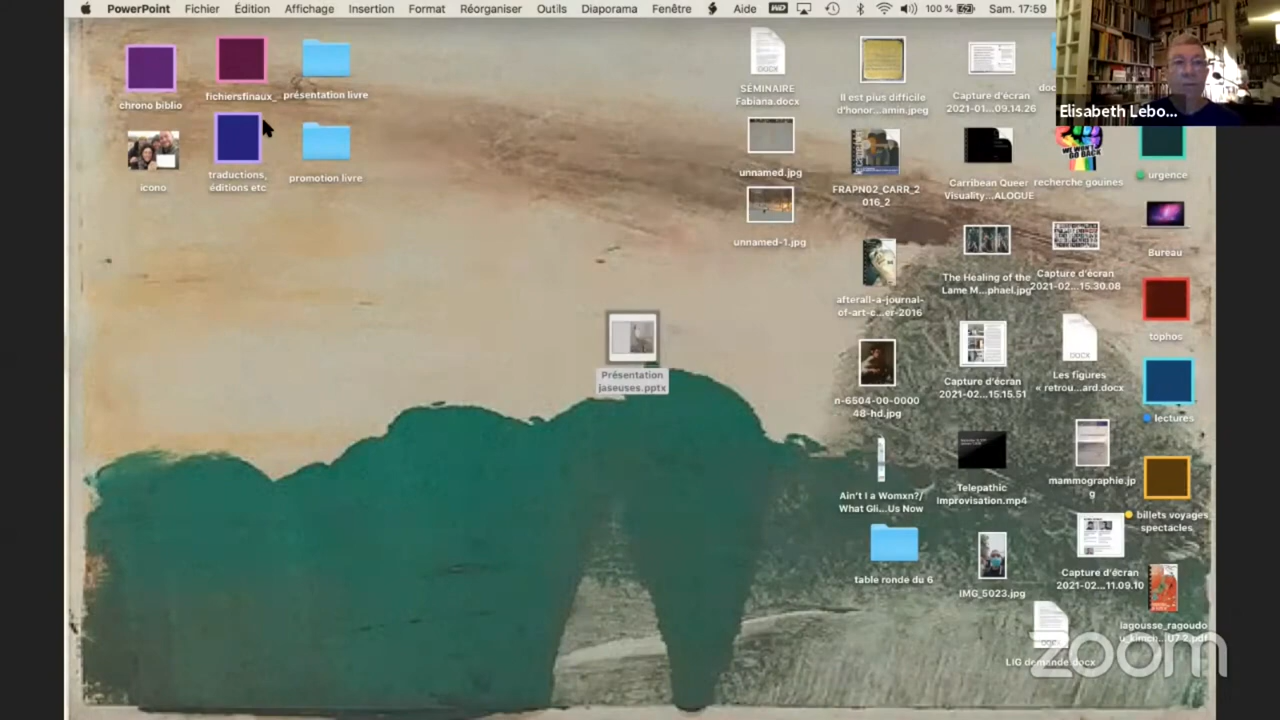 PowerPoint Fichier Édition Affichage Insertion Format Réorganiser Outils Diaporama Fenêtre Aide 100 % Sam. 17:59
Elisabeth Lebo...
chrono biblio
fichiersfinaux_
présentation livre
icono
traductions,
éditions etc
promotion livre
SÉMINAIRE
Fabiana.docx
unnamed.jpg
unnamed-1.jpg
Il est plus difficile
d'honor...amin.jpeg
FRAPN02_CARR_2
016_2
afterall-a-journal-
of-art-c...er-2016
n-6504-00-0000
48-hd.jpg
Ain't I a Womxn?/
What Gli...Us Now
table ronde du 6
Capture d'écran
2021-01...09.14.26
Carribean Queer
Visuality...ALOGUE
The Healing of the
Lame M...phael.jpg
Capture d'écran
2021-02...15.15.51
Telepathic
Improvisation.mp4
IMG_5023.jpg
WE WON'T
GO BACK
recherche gouines
Capture d'écran
2021-02...15.30.08
DOCX
Les figures
« retrou...ard.docx
mammographie.jp
g
Capture d'écran
2021-02...11.09.10
LIG demande.docx
urgence
Bureau
tophos
lectures
billets voyages
spectacles
Présentation
jaseuses.pptx
zoom